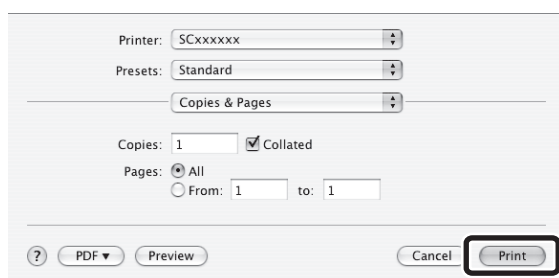 Printer: SCxxxxxx
Presets: Standard
Copies & Pages
Copies: 1 Collated
Pages: All
From: 1 to: 1
? PDF Preview Cancel Print